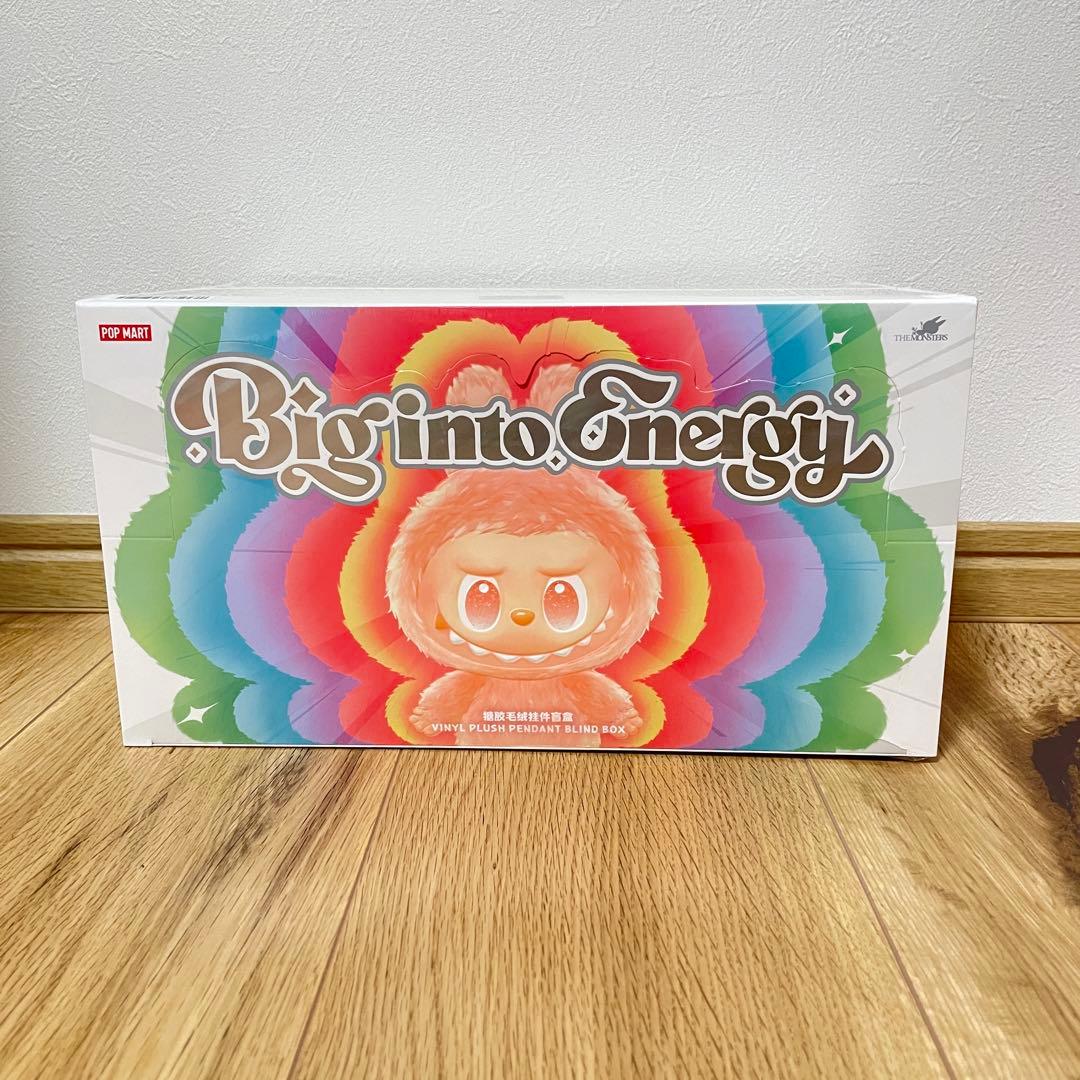 POP MART
THE MONSTERS
Big into Energy
搪胶毛绒挂件盲盒
VINYL PLUSH PENDANT BLIND BOX